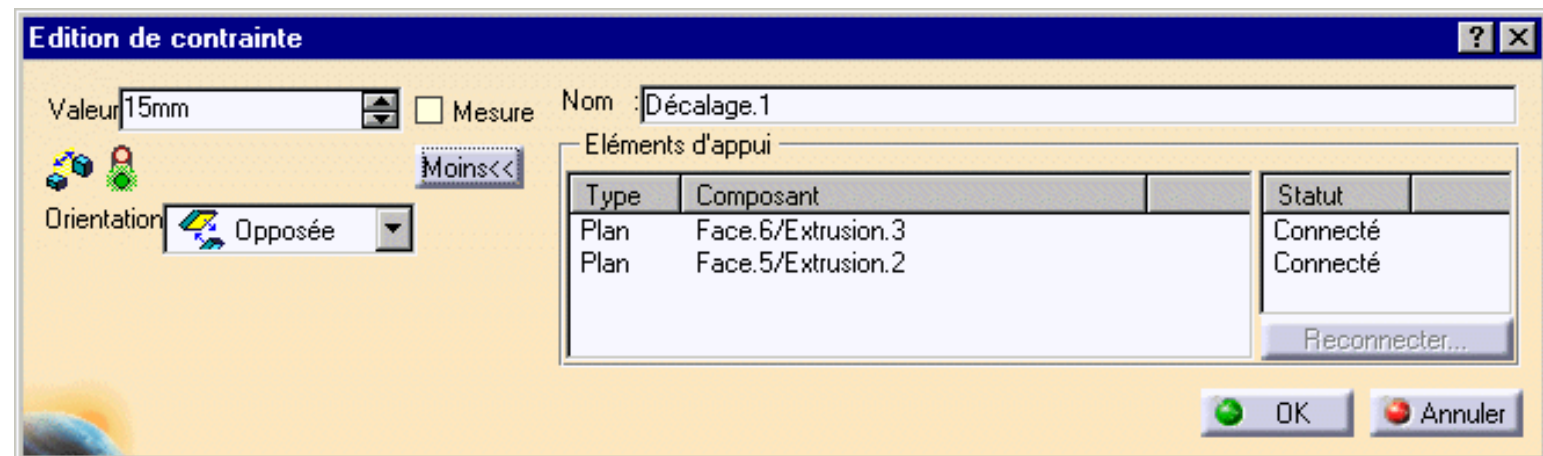 Edition de contrainte
Valeur 15mm Mesure
Moins<<
Orientation Opposée
Nom : Décalage.1
Eléments d'appui
Type Composant Statut
Plan Face.6/Extrusion.3 Connecté
Plan Face.5/Extrusion.2 Connecté
Reconnecter...
OK Annuler